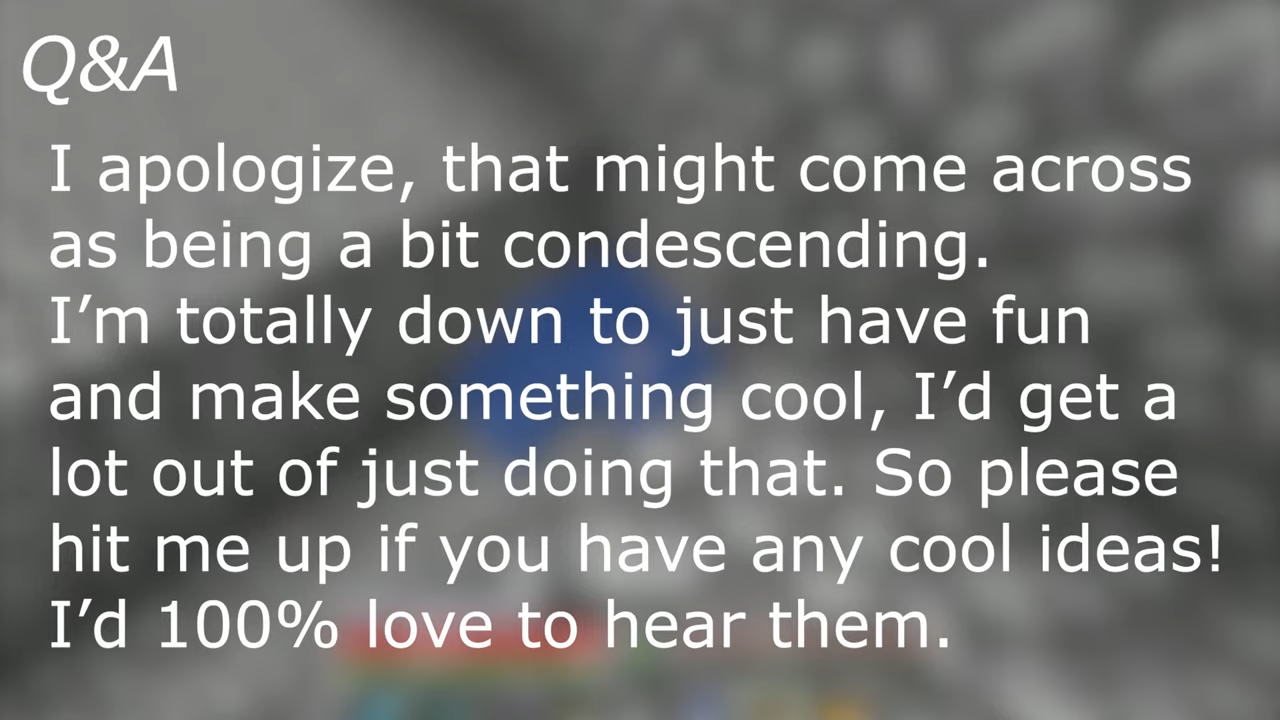 Q&A
I apologize, that might come across
as being a bit condescending.
I’m totally down to just have fun
and make something cool, I’d get a
lot out of just doing that. So please
hit me up if you have any cool ideas!
I’d 100% love to hear them.